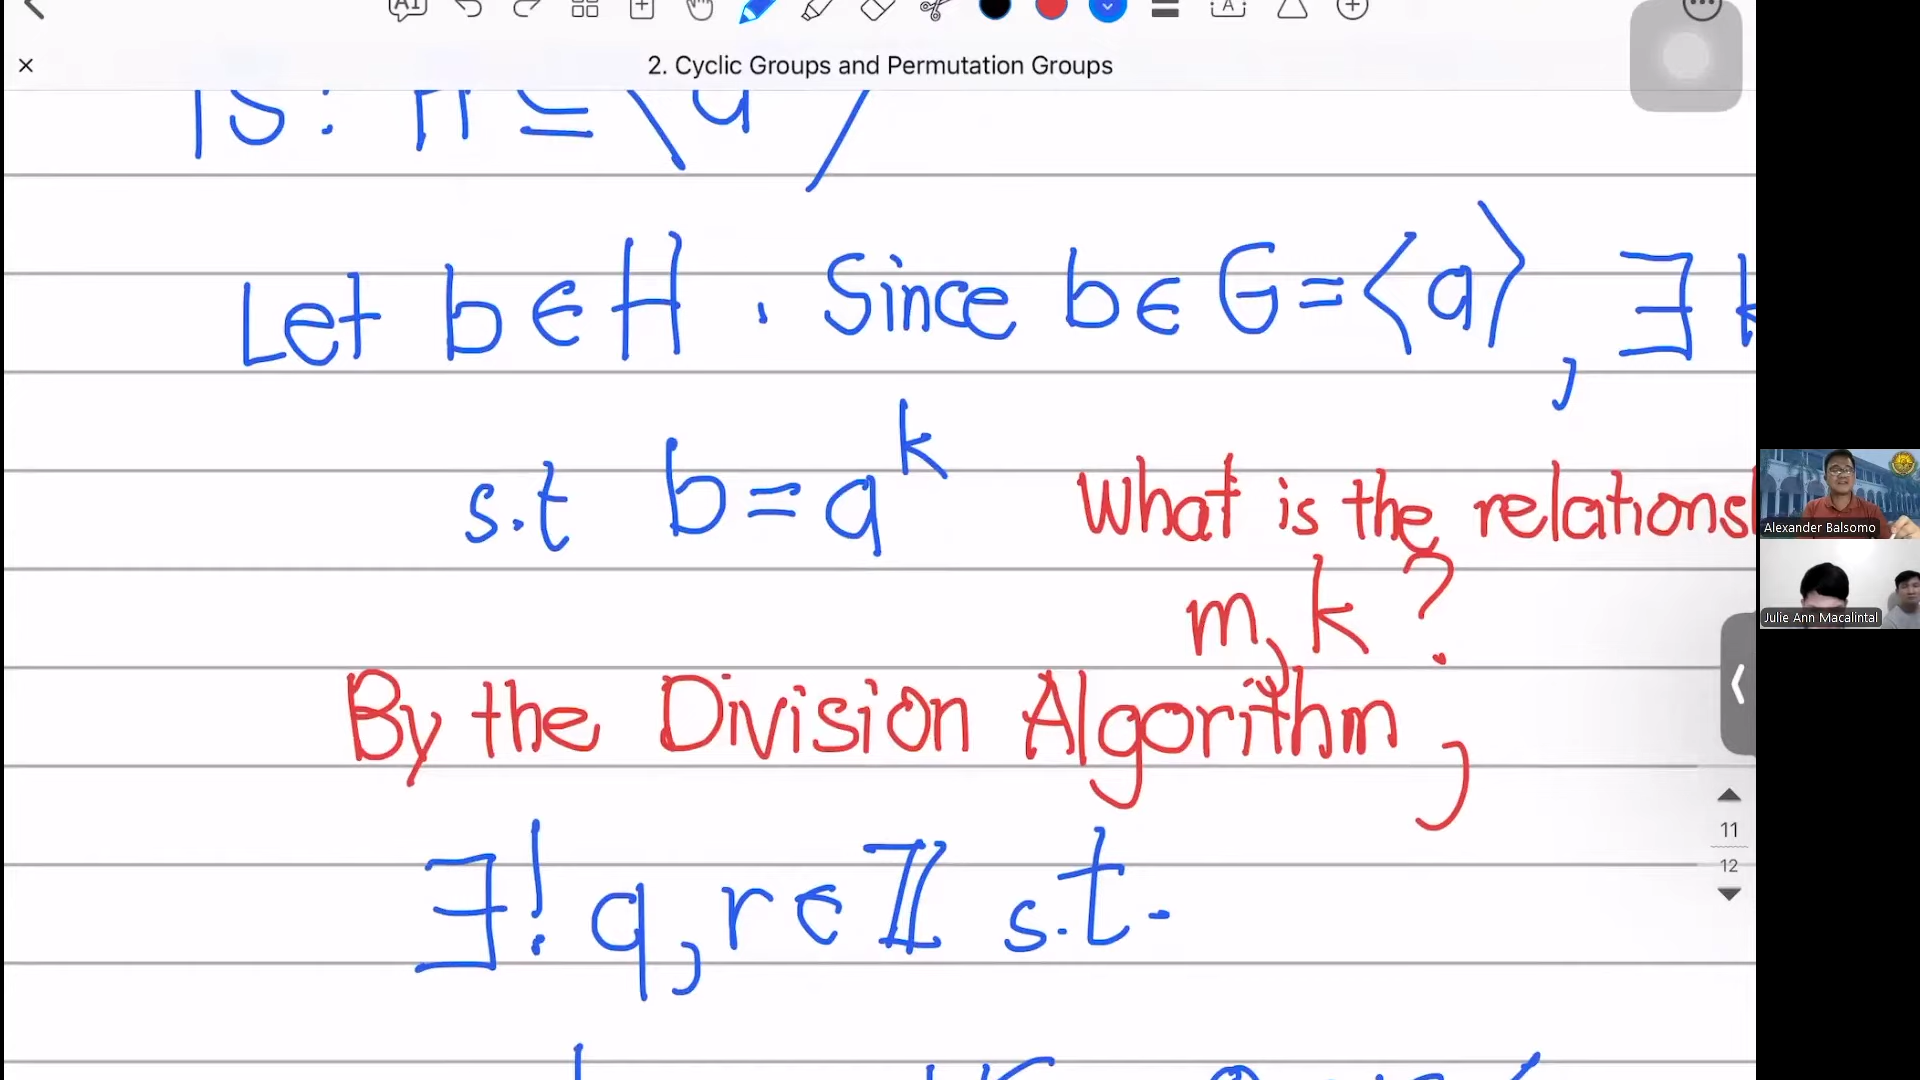 2. Cyclic Groups and Permutation Groups
TS: H ⊆ ⟨a
Let b ∈ H. Since b ∈ G = ⟨a⟩, ∃
s.t b = a^k
What is the relations
m, k ?
By the Division Algorithm,
∃! q, r ∈ ℤ s.t.
Alexander Balsomo
Julie Ann Macalintal
11
12